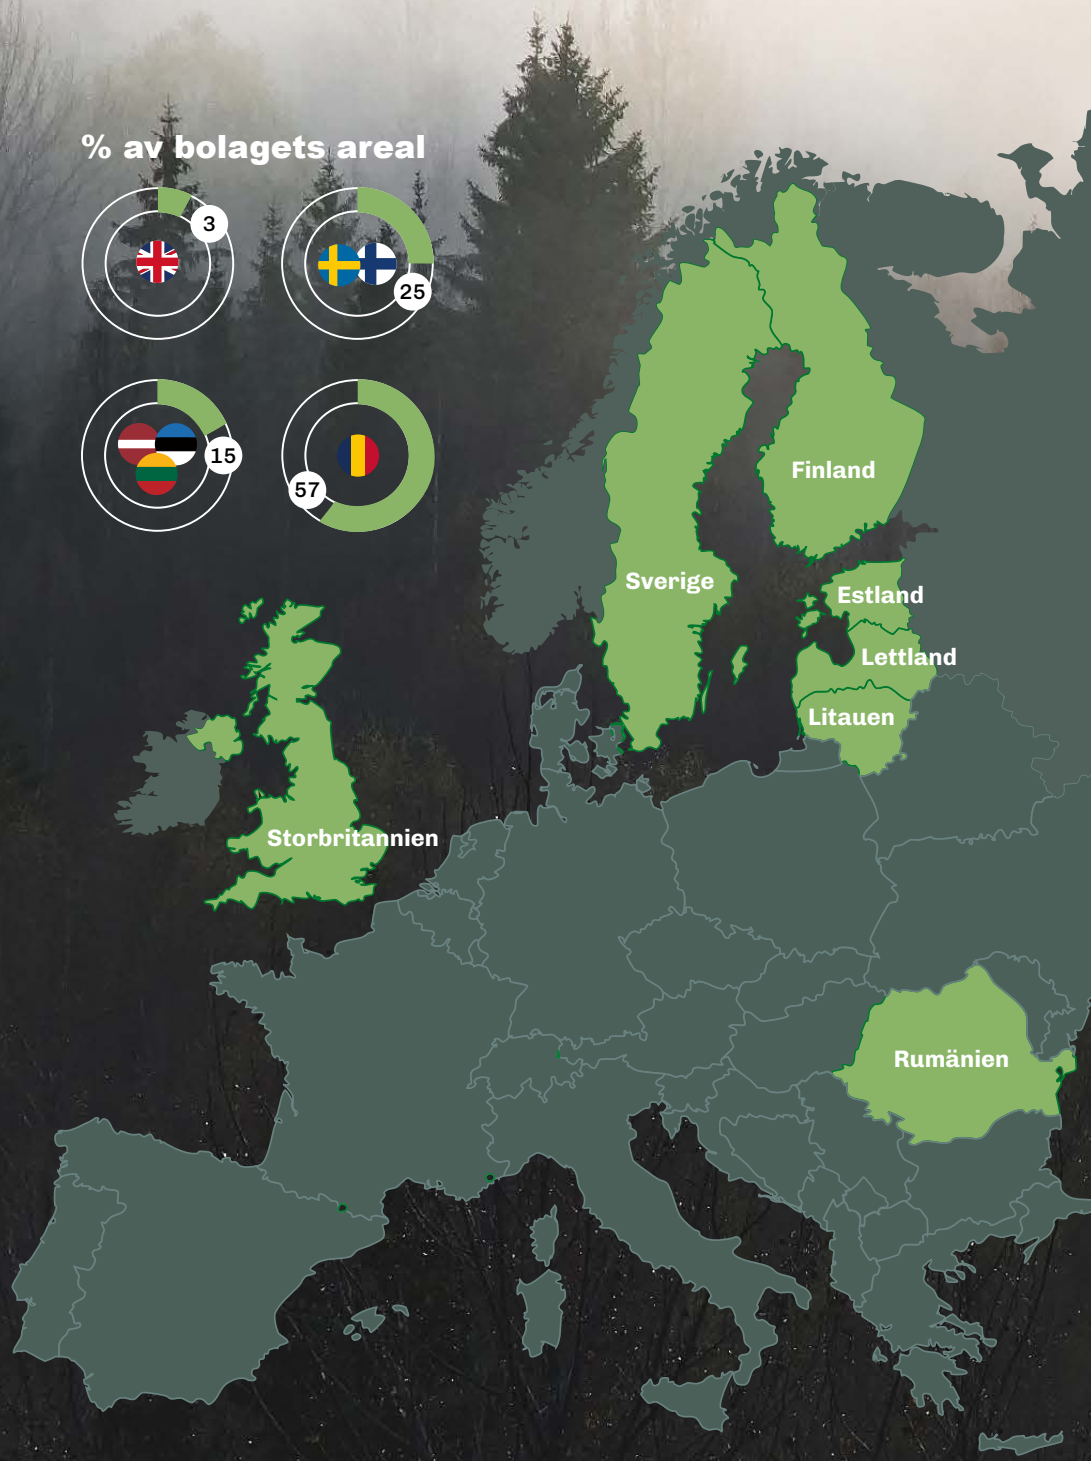 % av bolagets areal
3
25
15
57
Finland
Sverige
Estland
Lettland
Litauen
Storbritannien
Rumänien